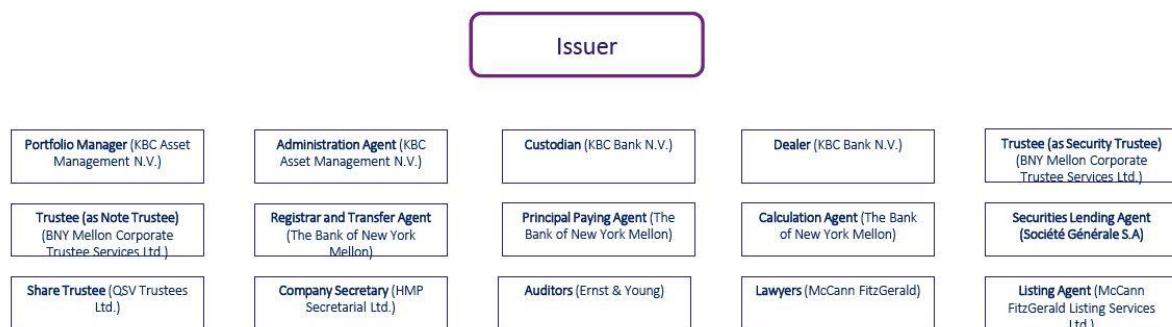 Issuer
Portfolio Manager (KBC Asset
Management N.V.)
Administration Agent (KBC
Asset Management N.V.)
Custodian (KBC Bank N.V.)
Dealer (KBC Bank N.V.)
Trustee (as Security Trustee)
(BNY Mellon Corporate
Trustee Services Ltd.)
Trustee (as Note Trustee)
(BNY Mellon Corporate
Trustee Services Ltd.)
Registrar and Transfer Agent
(The Bank of New York
Mellon)
Principal Paying Agent (The
Bank of New York Mellon)
Calculation Agent (The Bank
of New York Mellon)
Securities Lending Agent
(Société Générale S.A)
Share Trustee (QSV Trustees
Ltd.)
Company Secretary (HMP
Secretarial Ltd.)
Auditors (Ernst & Young)
Lawyers (McCann FitzGerald)
Listing Agent (McCann
FitzGerald Listing Services
Ltd.)